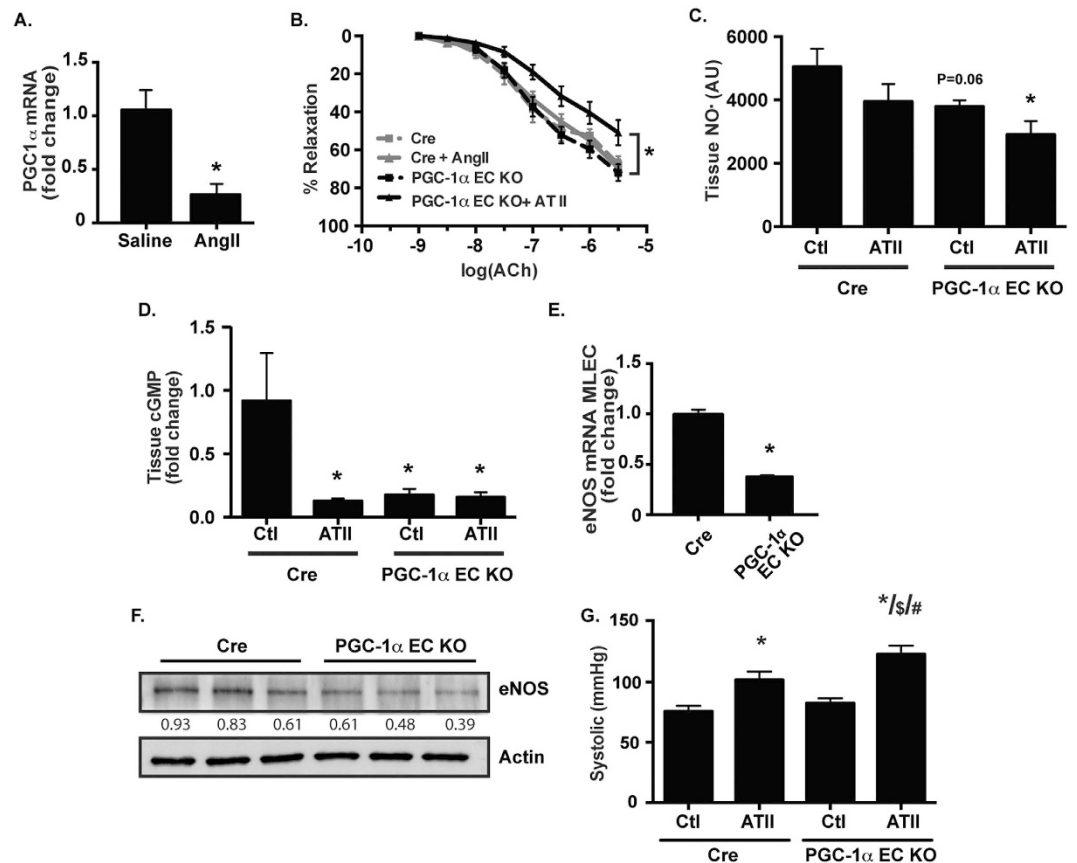 A.
PGC1α mRNA
(fold change)
1.5
1.0
0.5
0
*
Saline
AngII
B.
% Relaxation
0
20
40
60
80
100
Cre
Cre + AngII
PGC-1α EC KO
PGC-1α EC KO+ AT II
*
-10
-9
-8
-7
-6
-5
log(ACh)
C.
Tissue NO· (AU)
6000
4000
2000
0
P=0.06
*
Ctl
ATII
Ctl
ATII
Cre
PGC-1α EC KO
D.
Tissue cGMP
(fold change)
1.5
1.0
0.5
0.0
*
*
*
Ctl
ATII
Ctl
ATII
Cre
PGC-1α EC KO
E.
eNOS mRNA MLEC
(fold change)
1.5
1.0
0.5
0
*
Cre
PGC-1α
EC KO
F.
Cre
PGC-1α EC KO
eNOS
0.93 0.83 0.61 0.61 0.48 0.39
Actin
G.
Systolic (mmHg)
150
100
50
0
*
*/$/#
Ctl
ATII
Ctl
ATII
Cre
PGC-1α EC KO